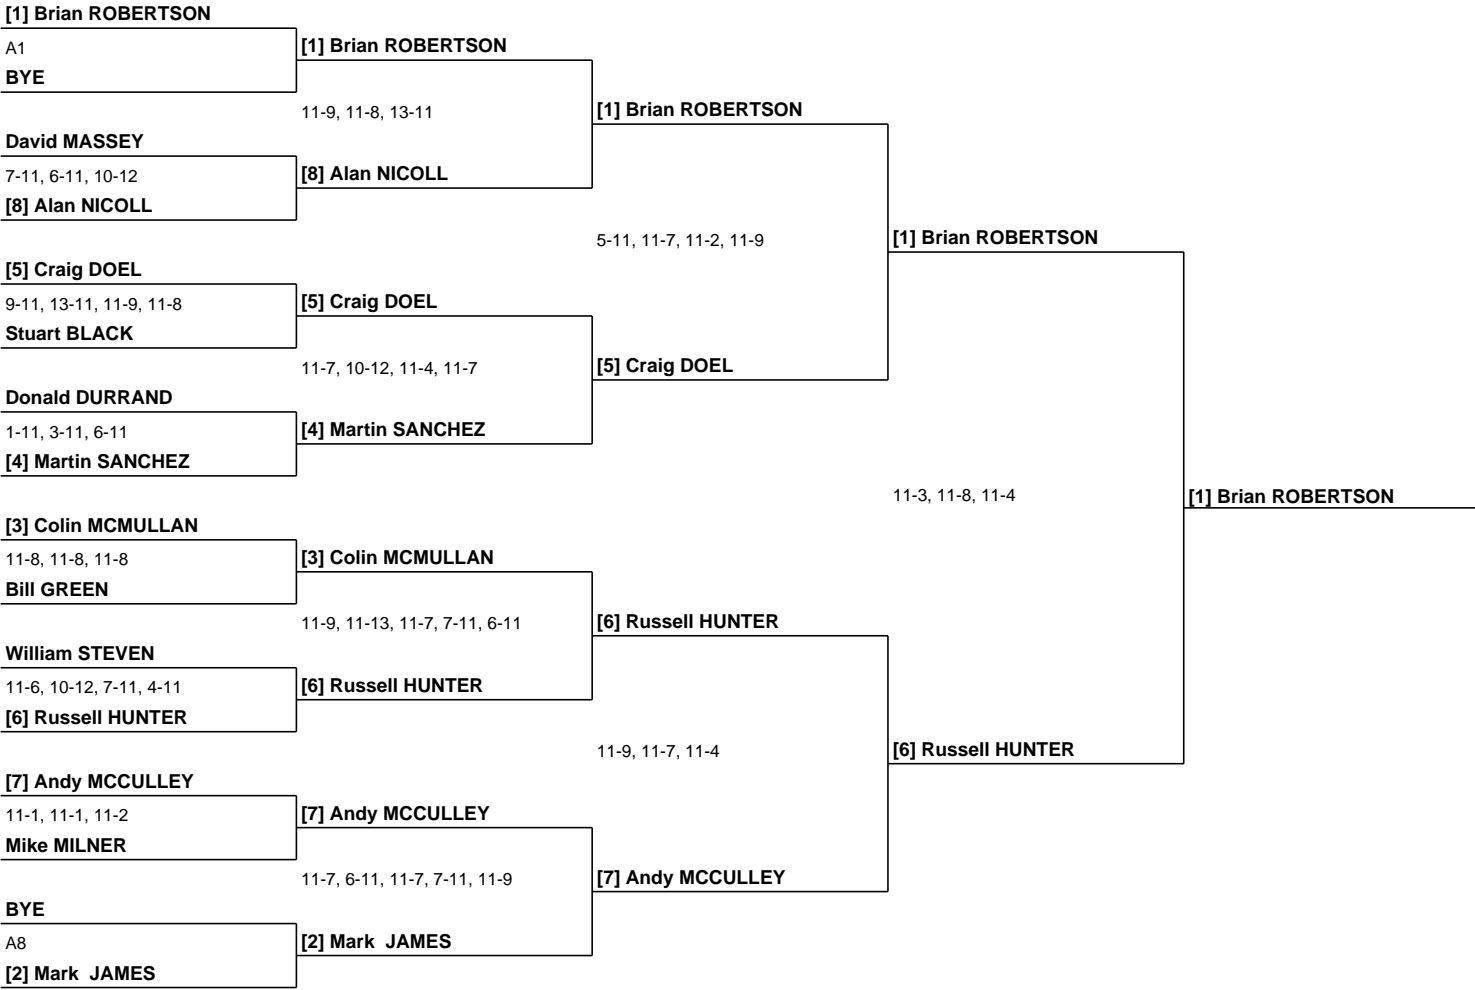 [1] Brian ROBERTSON
A1
BYE
David MASSEY
7-11, 6-11, 10-12
[8] Alan NICOLL
[5] Craig DOEL
9-11, 13-11, 11-9, 11-8
Stuart BLACK
Donald DURRAND
1-11, 3-11, 6-11
[4] Martin SANCHEZ
[3] Colin MCMULLAN
11-8, 11-8, 11-8
Bill GREEN
William STEVEN
11-6, 10-12, 7-11, 4-11
[6] Russell HUNTER
[7] Andy MCCULLEY
11-1, 11-1, 11-2
Mike MILNER
BYE
A8
[2] Mark  JAMES
[1] Brian ROBERTSON
11-9, 11-8, 13-11
[8] Alan NICOLL
[5] Craig DOEL
11-7, 10-12, 11-4, 11-7
[4] Martin SANCHEZ
[3] Colin MCMULLAN
11-9, 11-13, 11-7, 7-11, 6-11
[6] Russell HUNTER
[7] Andy MCCULLEY
11-7, 6-11, 11-7, 7-11, 11-9
[2] Mark  JAMES
[1] Brian ROBERTSON
5-11, 11-7, 11-2, 11-9
[5] Craig DOEL
[6] Russell HUNTER
11-9, 11-7, 11-4
[7] Andy MCCULLEY
[1] Brian ROBERTSON
11-3, 11-8, 11-4
[6] Russell HUNTER
[1] Brian ROBERTSON